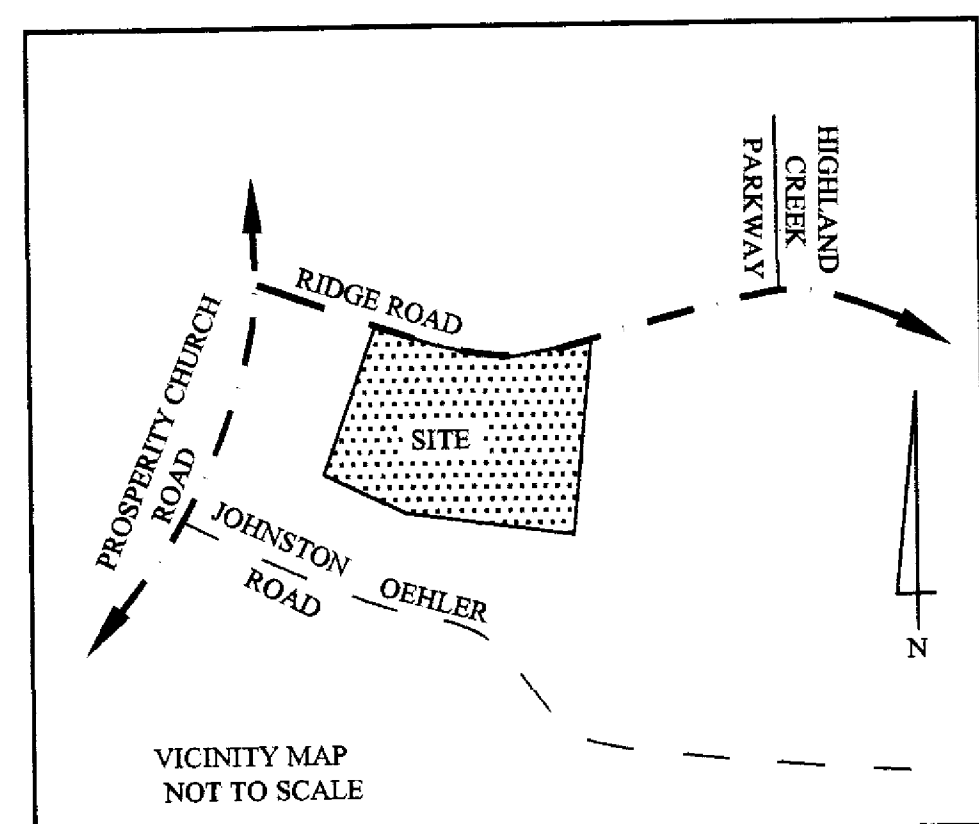 HIGHLAND
CREEK
PARKWAY
RIDGE ROAD
PROSPERITY CHURCH
ROAD
SITE
JOHNSTON OEHLER
ROAD
N
VICINITY MAP
NOT TO SCALE